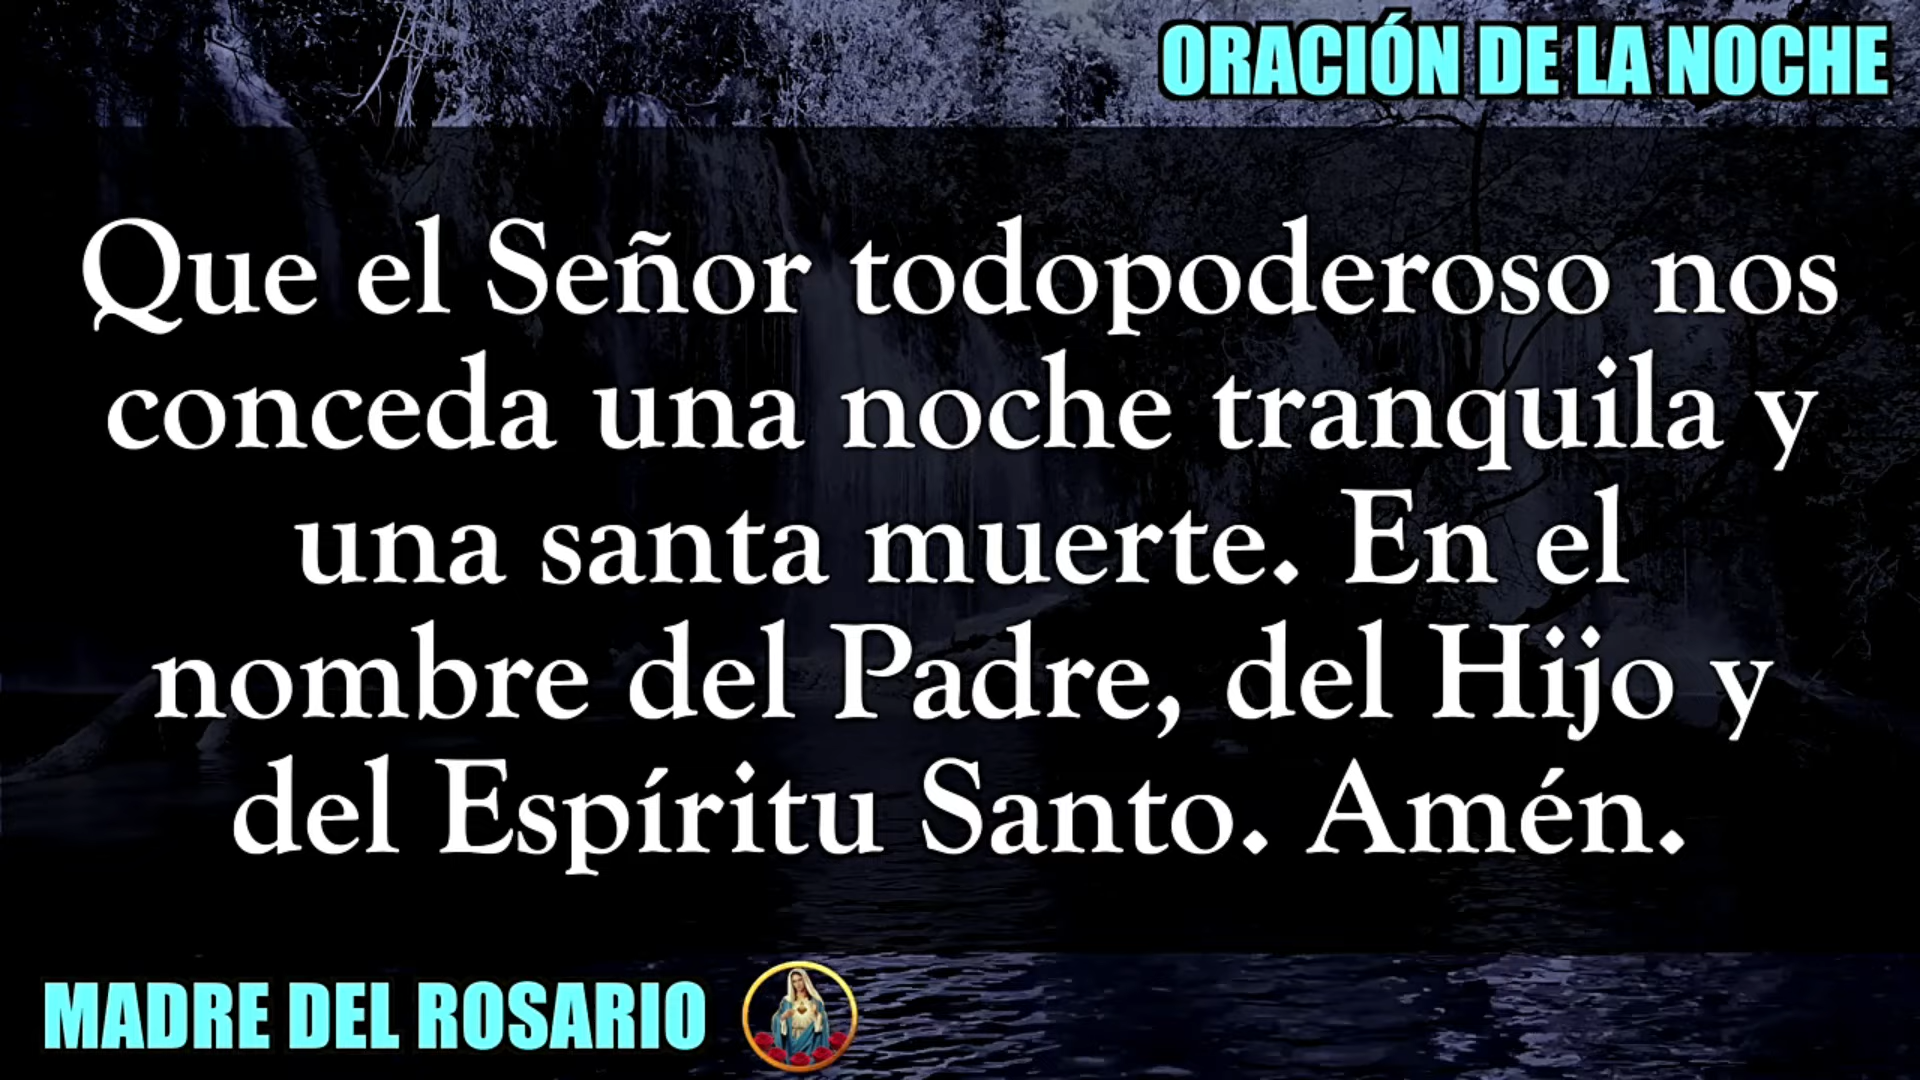 ORACIÓN DE LA NOCHE
Que el Señor todopoderoso nos
conceda una noche tranquila y
una santa muerte. En el
nombre del Padre, del Hijo y
del Espíritu Santo. Amén.
MADRE DEL ROSARIO